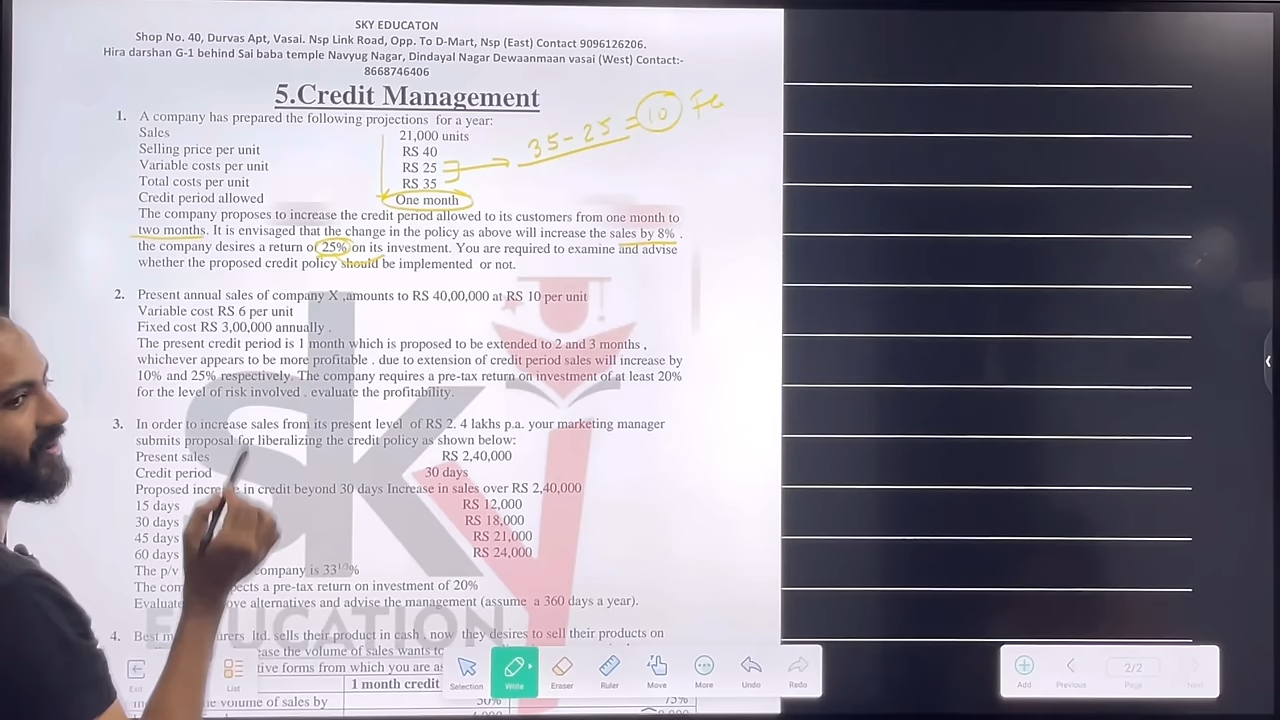 SKY EDUCATON
Shop No. 40, Durvas Apt, Vasai. Nsp Link Road, Opp. To D-Mart, Nsp (East) Contact 9096126206.
Hira darshan G-1 behind Sai baba temple Navyug Nagar, Dindayal Nagar Dewaanmaan vasai (West) Contact:-
8668746406
5.Credit Management
1. A company has prepared the following projections for a year:
Sales 21,000 units
Selling price per unit RS 40
Variable costs per unit RS 25
Total costs per unit RS 35
Credit period allowed One month
35-25 = 10
The company proposes to increase the credit period allowed to its customers from one month to
two months. It is envisaged that the change in the policy as above will increase the sales by 8% .
the company desires a return of 25% on its investment. You are required to examine and advise
whether the proposed credit policy should be implemented or not.
2. Present annual sales of company X ,amounts to RS 40,00,000 at RS 10 per unit
Variable cost RS 6 per unit
Fixed cost RS 3,00,000 annually .
The present credit period is 1 month which is proposed to be extended to 2 and 3 months ,
whichever appears to be more profitable . due to extension of credit period sales will increase by
10% and 25% respectively. The company requires a pre-tax return on investment of at least 20%
for the level of risk involved . evaluate the profitability.
3. In order to increase sales from its present level of RS 2. 4 lakhs p.a. your marketing manager
submits proposal for liberalizing the credit policy as shown below:
Present sales RS 2,40,000
Credit period 30 days
Proposed incre e in credit beyond 30 days Increase in sales over RS 2,40,000
15 days RS 12,000
30 days RS 18,000
45 days RS 21,000
60 days RS 24,000
The p/v ompany is 33 1/3%
The com pects a pre-tax return on investment of 20%
Evaluate ove alternatives and advise the management (assume a 360 days a year).
4. Best m urers ltd. sells their product in cash . now they desires to sell their products on
ease the volume of sales wants to
tive forms from which you are as
1 month credit
e volume of sales by 50% 75%
sky
EDUCATION
Exit
List
Selection
Write
Eraser
Ruler
Move
More
Undo
Redo
Add
Previous
2/2
Page
Next